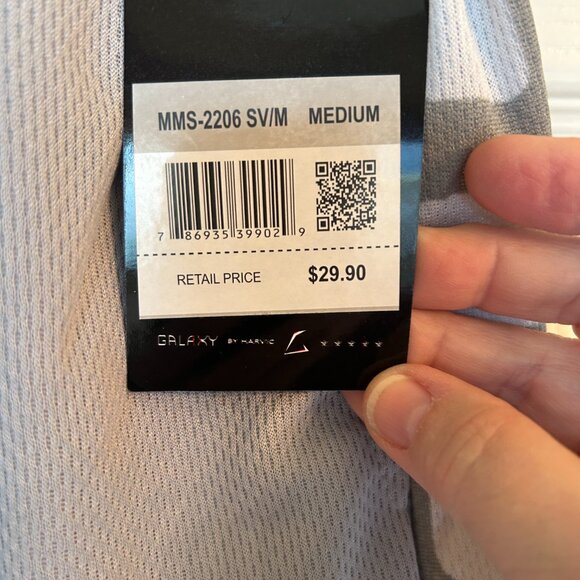 MMS-2206 SV/M MEDIUM
7 86935 39902 9
RETAIL PRICE $29.90
GALAXY BY HARVIC ★★★★★